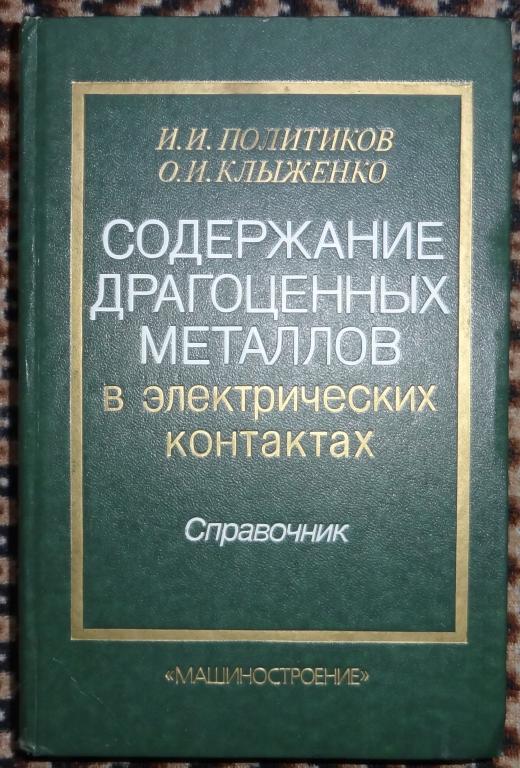 И.И. ПОЛИТИКОВ
О.И. КЛЫЖЕНКО
СОДЕРЖАНИЕ
ДРАГОЦЕННЫХ
МЕТАЛЛОВ
в электрических
контактах
Справочник
«МАШИНОСТРОЕНИЕ»